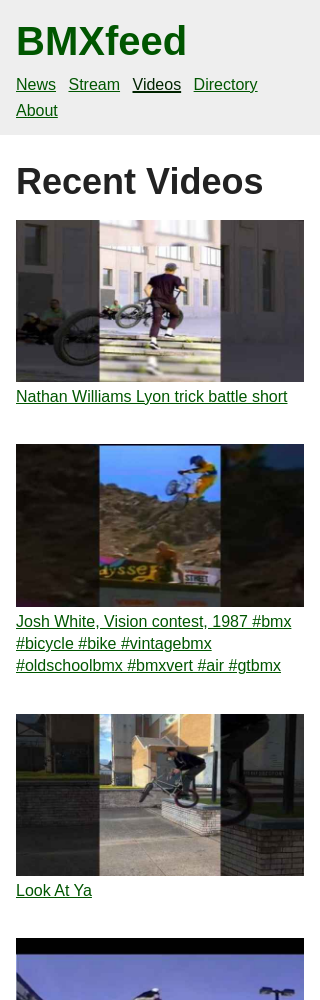 BMXfeed
News Stream Videos Directory
About
Recent Videos
Nathan Williams Lyon trick battle short
Josh White, Vision contest, 1987 #bmx
#bicycle #bike #vintagebmx
#oldschoolbmx #bmxvert #air #gtbmx
Look At Ya